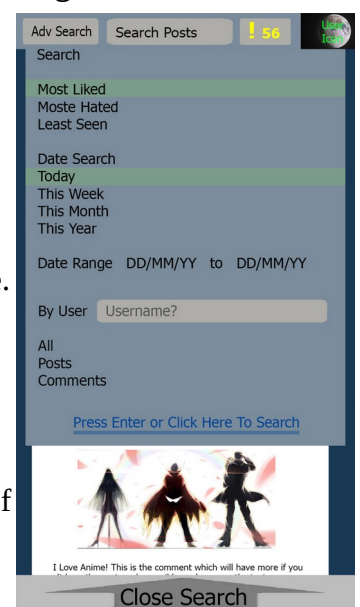 Adv Search Search Posts ! 56 User Icon
Search
Most Liked
Moste Hated
Least Seen
Date Search
Today
This Week
This Month
This Year
Date Range DD/MM/YY to DD/MM/YY
By User Username?
All
Posts
Comments
Press Enter or Click Here To Search
I Love Anime! This is the comment which will have more if you
Close Search